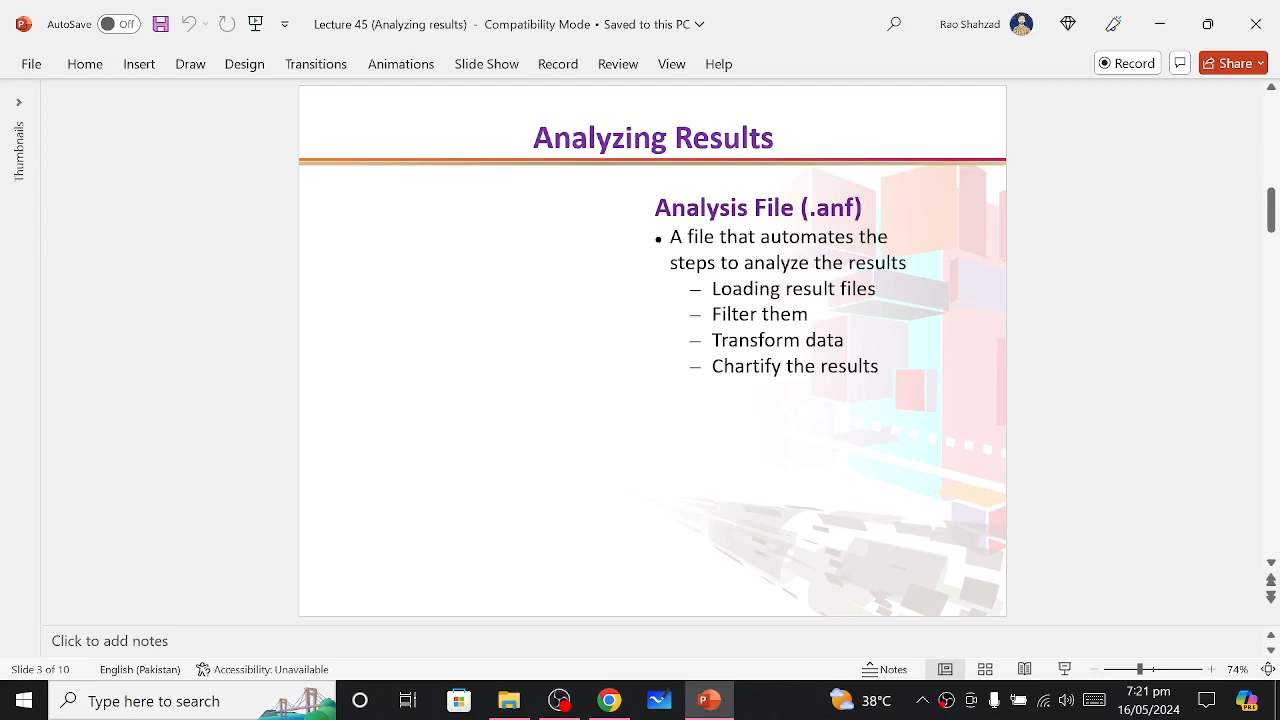 AutoSave Off Lecture 45 (Analyzing results) - Compatibility Mode • Saved to this PC Rao Shahzad
File Home Insert Draw Design Transitions Animations Slide Show Record Review View Help Record Share
Thumbnails
Analyzing Results
Analysis File (.anf)
• A file that automates the
steps to analyze the results
– Loading result files
– Filter them
– Transform data
– Chartify the results
Click to add notes
Slide 3 of 10 English (Pakistan) Accessibility: Unavailable Notes 74%
Type here to search 38°C 7:21 pm
16/05/2024
PRE